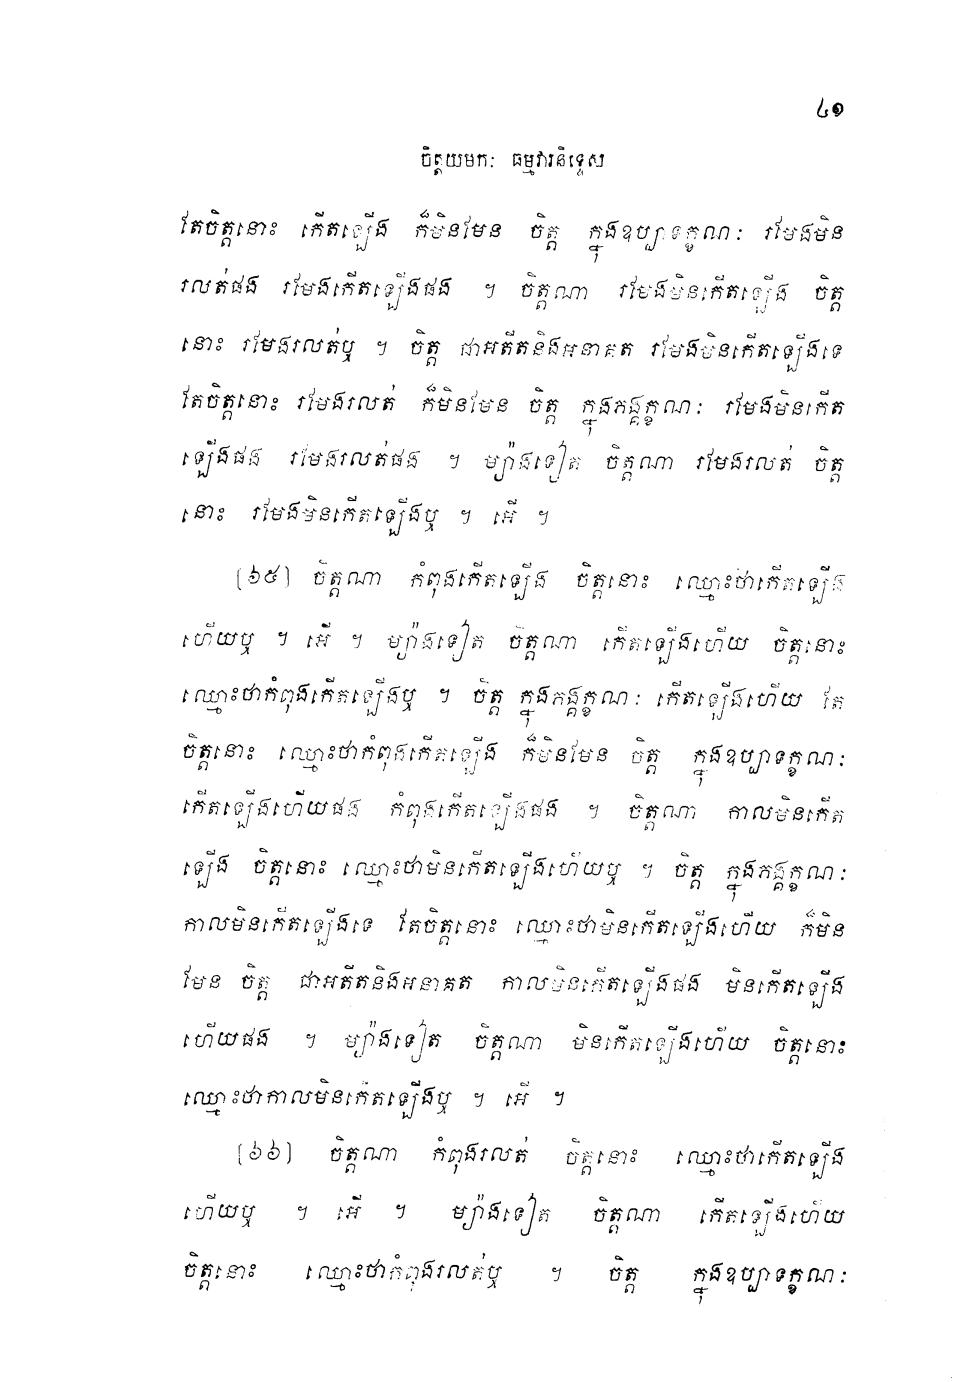 ៤១
ចិត្តយមកៈ ធម្មវារនិទ្ទេស
តែចិត្តនោះ កើតឡើង ក៏មិនមែន ចិត្ត ក្នុងឧប្បាទក្ខណៈ រមែងមិន
រលត់ផង រមែងកើតឡើងផង ។ ចិត្តណា រមែងមិនកើតឡើង ចិត្ត
នោះ រមែងរលត់ឬ ។ ចិត្ត ជាអតីតនិងអនាគត រមែងមិនកើតឡើងទេ
តែចិត្តនោះ រមែងរលត់ ក៏មិនមែន ចិត្ត ក្នុងភង្គក្ខណៈ រមែងមិនកើត
ឡើងផង រមែងរលត់ផង ។ ម្យ៉ាងទៀត ចិត្តណា រមែងរលត់ ចិត្ត
នោះ រមែងមិនកើតឡើងឬ ។ អើ ។
[៦៥] ចិត្តណា កំពុងកើតឡើង ចិត្តនោះ ឈ្មោះថាកើតឡើង
ហើយឬ ។ អើ ។ ម្យ៉ាងទៀត ចិត្តណា កើតឡើងហើយ ចិត្តនោះ
ឈ្មោះថាកំពុងកើតឡើងឬ ។ ចិត្ត ក្នុងភង្គក្ខណៈ កើតឡើងហើយ តែ
ចិត្តនោះ ឈ្មោះថាកំពុងកើតឡើង ក៏មិនមែន ចិត្ត ក្នុងឧប្បាទក្ខណៈ
កើតឡើងហើយផង កំពុងកើតឡើងផង ។ ចិត្តណា កាលមិនកើត
ឡើង ចិត្តនោះ ឈ្មោះថាមិនកើតឡើងហើយឬ ។ ចិត្ត ក្នុងភង្គក្ខណៈ
កាលមិនកើតឡើងទេ តែចិត្តនោះ ឈ្មោះថាមិនកើតឡើងហើយ ក៏មិន
មែន ចិត្ត ជាអតីតនិងអនាគត កាលមិនកើតឡើងផង មិនកើតឡើង
ហើយផង ។ ម្យ៉ាងទៀត ចិត្តណា មិនកើតឡើងហើយ ចិត្តនោះ
ឈ្មោះថាកាលមិនកើតឡើងឬ ។ អើ ។
[៦៦] ចិត្តណា កំពុងរលត់ ចិត្តនោះ ឈ្មោះថាកើតឡើង
ហើយឬ ។ អើ ។ ម្យ៉ាងទៀត ចិត្តណា កើតឡើងហើយ
ចិត្តនោះ ឈ្មោះថាកំពុងរលត់ឬ ។ ចិត្ត ក្នុងឧប្បាទក្ខណៈ